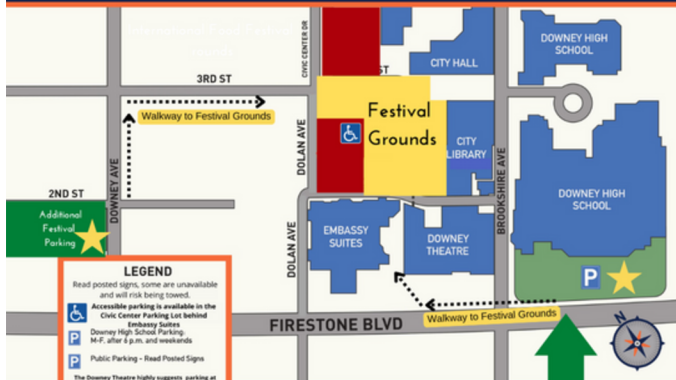 CIVIC CENTER DR
ST
CITY HALL
DOWNEY HIGH
SCHOOL
3RD ST
Walkway to Festival Grounds
Festival
Grounds
DOLAN AVE
CITY
LIBRARY
BROOKSHIRE AVE
DOWNEY AVE
2ND ST
Additional
Festival
Parking
DOLAN AVE
EMBASSY
SUITES
DOWNEY
THEATRE
DOWNEY HIGH
SCHOOL
P
LEGEND
Read posted signs, some are unavailable
and will risk being towed.
Accessible parking is available in the
Civic Center Parking Lot behind
Embassy Suites
P
Downey High School Parking:
M-F. after 6 p.m. and weekends
P
Public Parking – Read Posted Signs
The Downey Theatre highly suggests parking at
FIRESTONE BLVD
Walkway to Festival Grounds
N